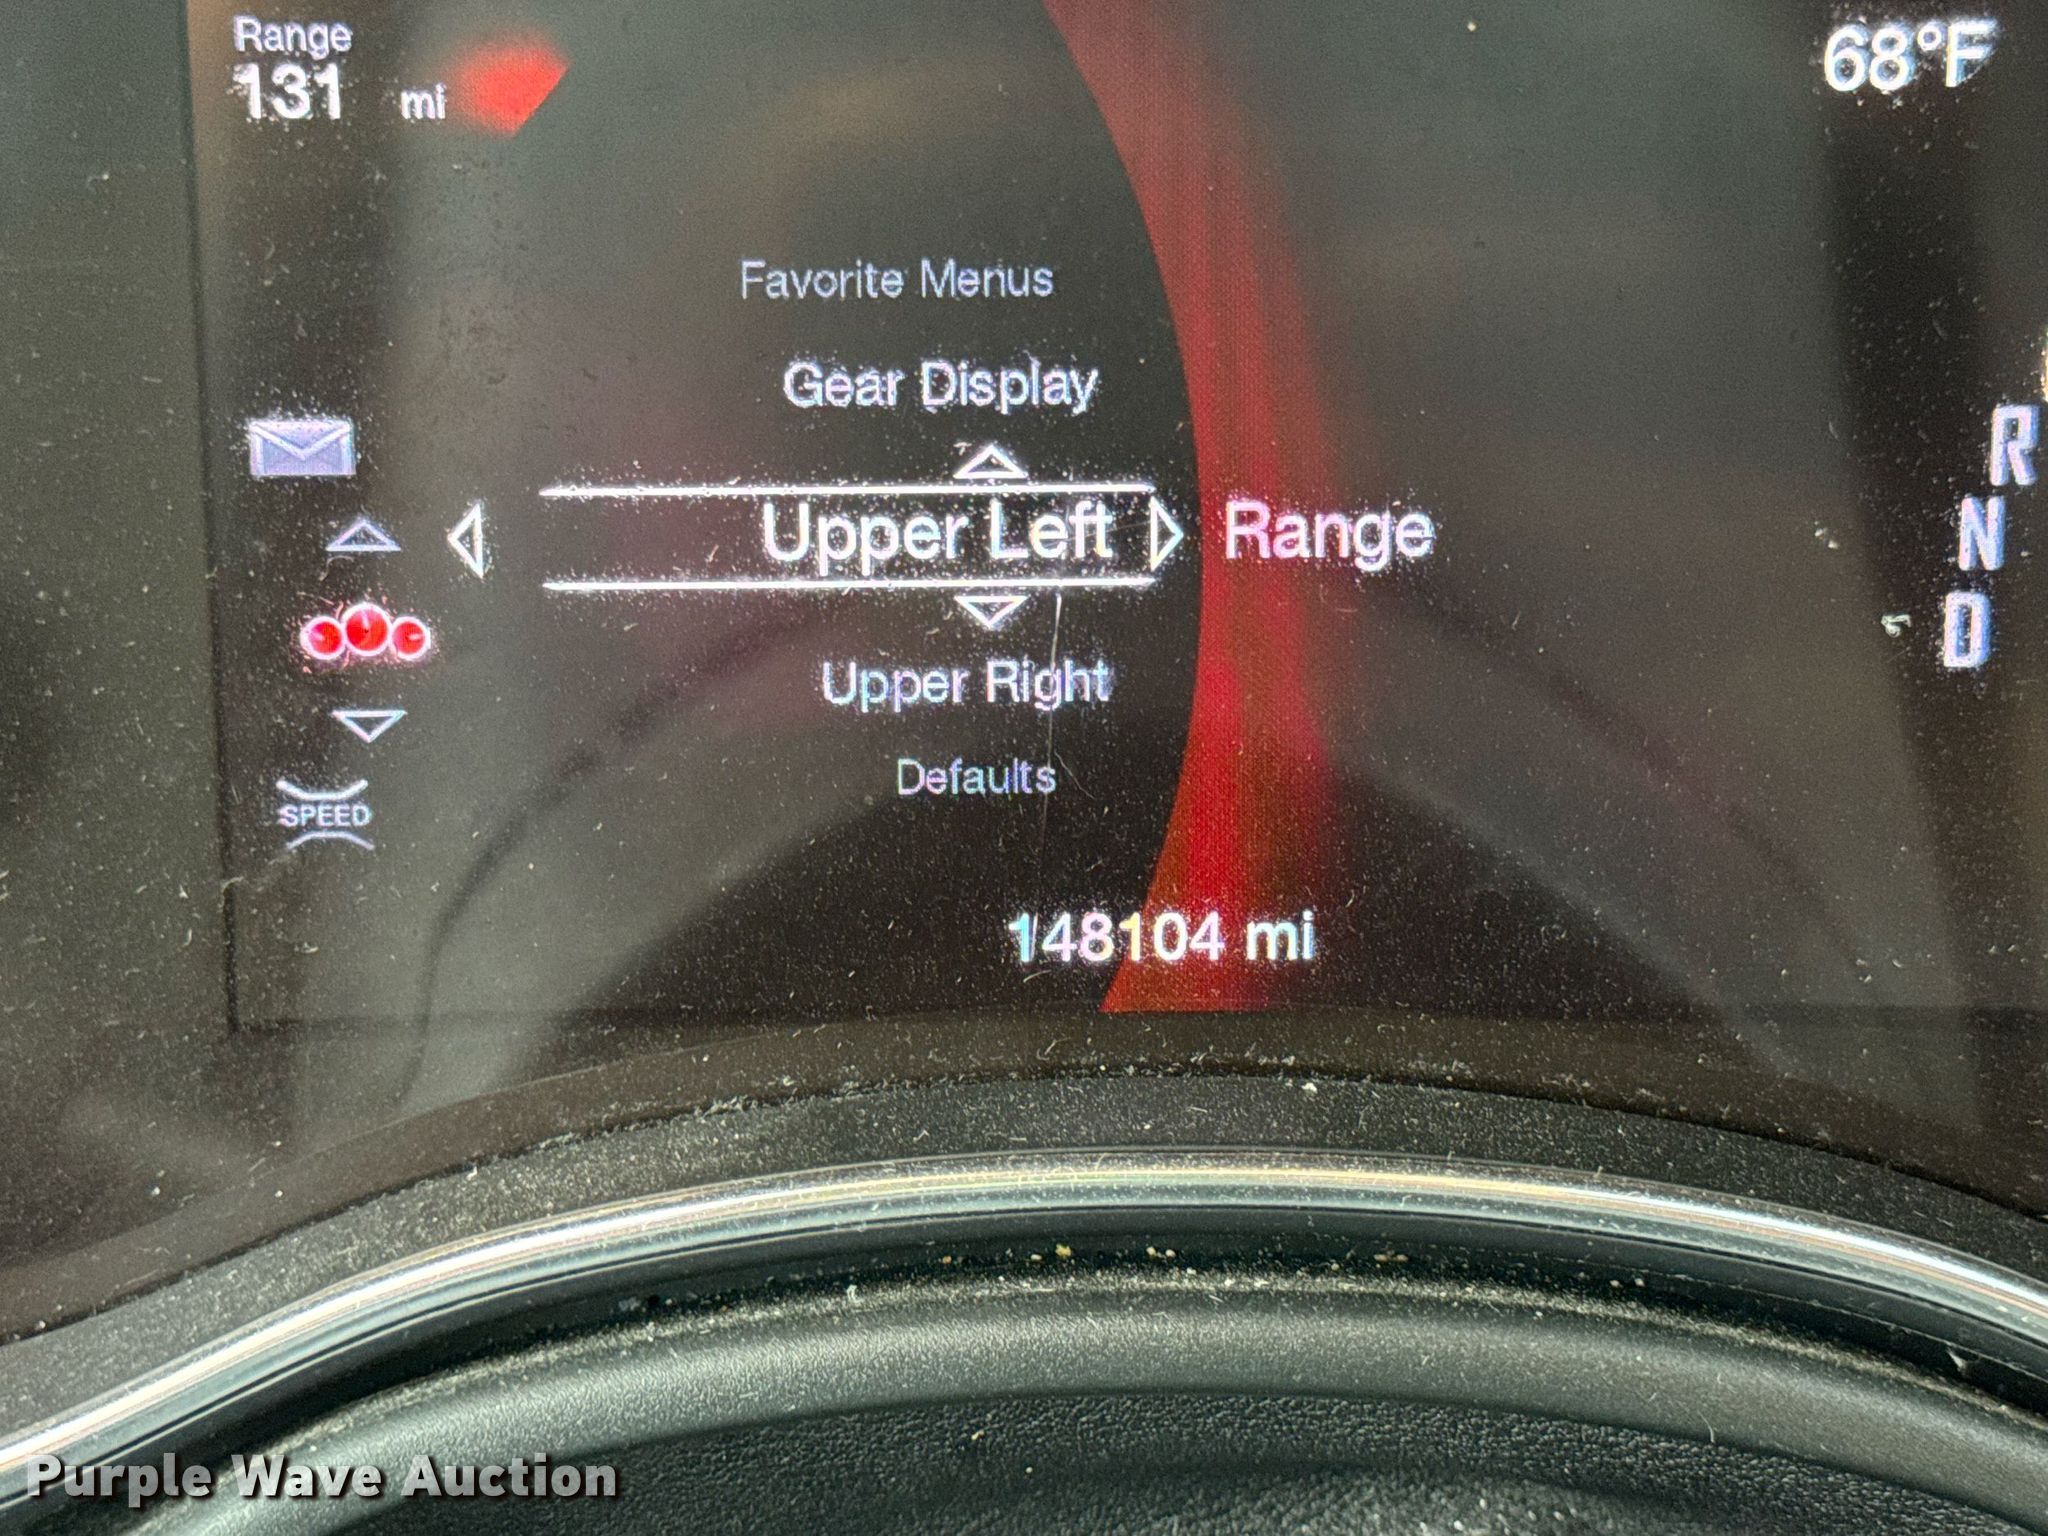 Range
131 mi
68°F
Favorite Menus
Gear Display
Upper Left Range
Upper Right
Defaults
SPEED
R
N
D
148104 mi
Purple Wave Auction